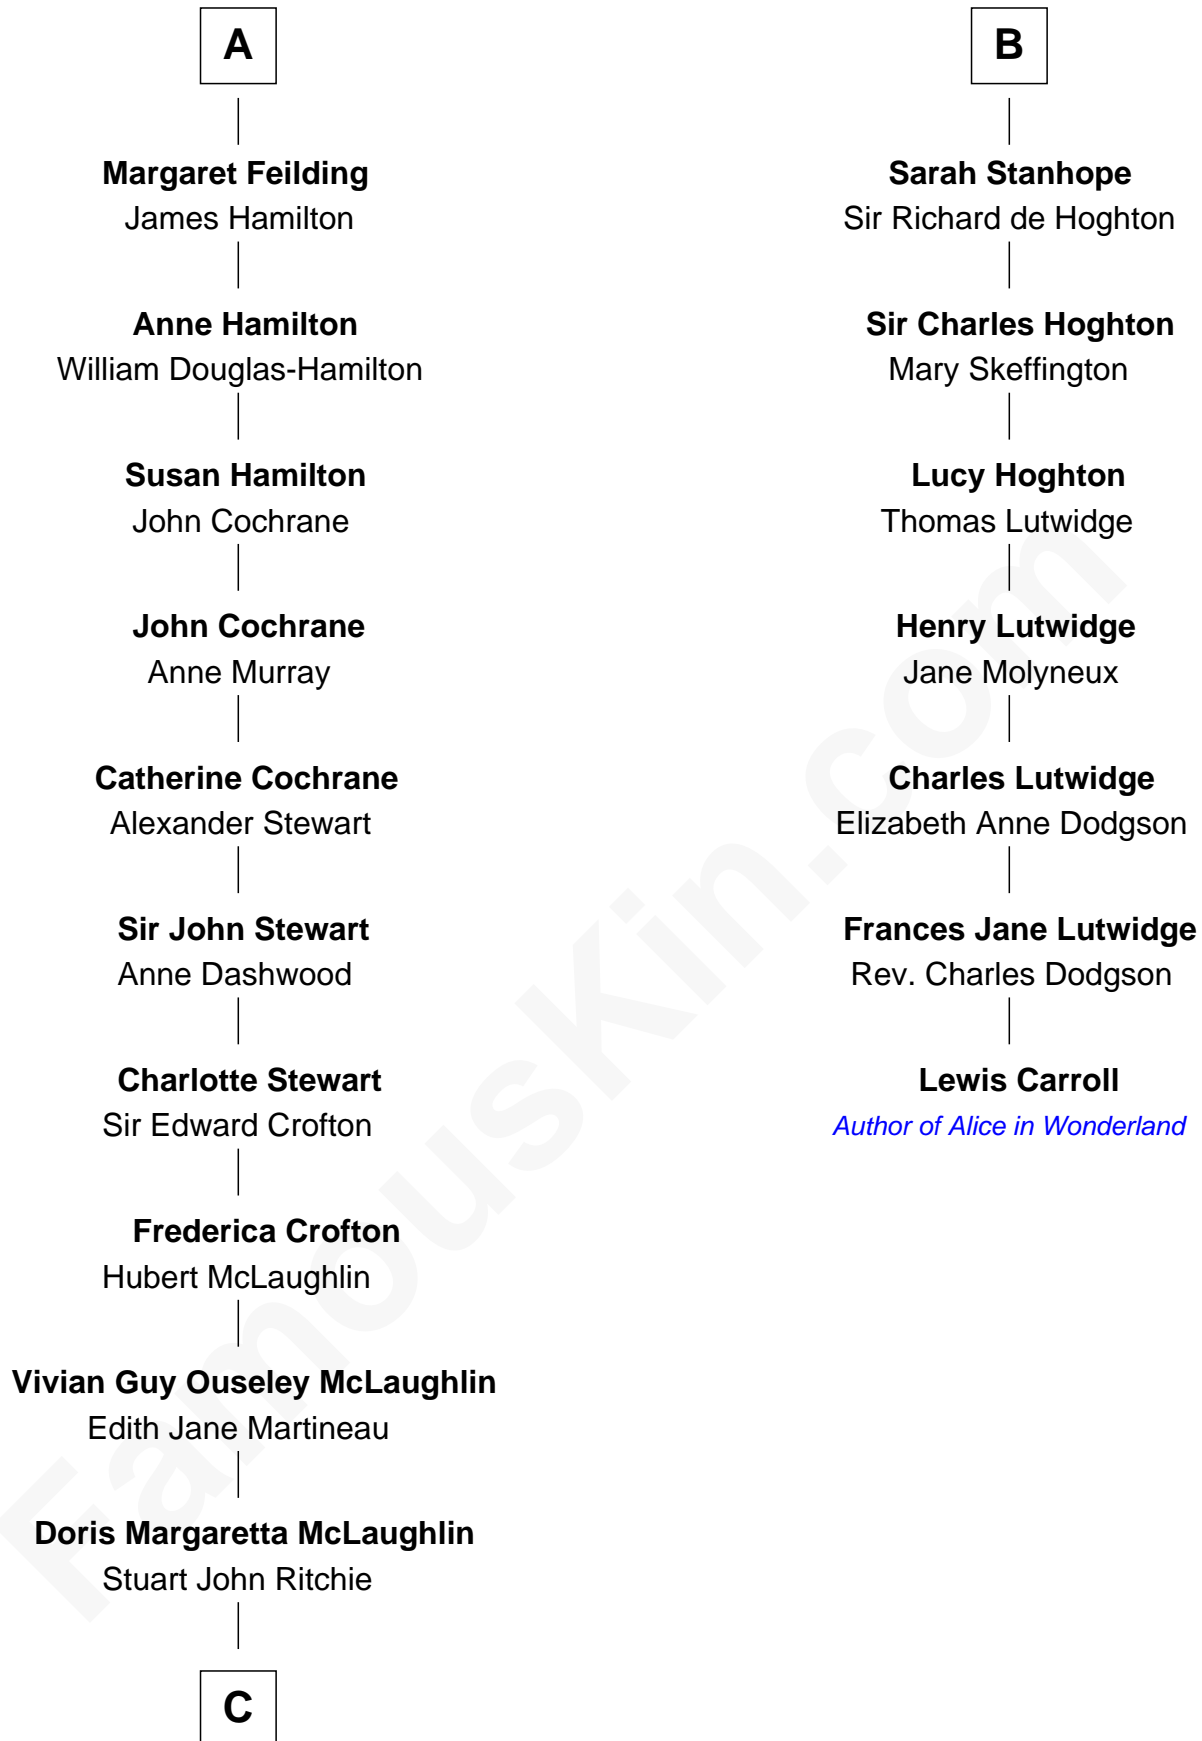 A
Margaret Feilding
James Hamilton
Anne Hamilton
William Douglas-Hamilton
Susan Hamilton
John Cochrane
John Cochrane
Anne Murray
Catherine Cochrane
Alexander Stewart
Sir John Stewart
Anne Dashwood
Charlotte Stewart
Sir Edward Crofton
Frederica Crofton
Hubert McLaughlin
Vivian Guy Ouseley McLaughlin
Edith Jane Martineau
Doris Margaretta McLaughlin
Stuart John Ritchie
C
B
Sarah Stanhope
Sir Richard de Hoghton
Sir Charles Hoghton
Mary Skeffington
Lucy Hoghton
Thomas Lutwidge
Henry Lutwidge
Jane Molyneux
Charles Lutwidge
Elizabeth Anne Dodgson
Frances Jane Lutwidge
Rev. Charles Dodgson
Lewis Carroll
Author of Alice in Wonderland
FamousKin.com